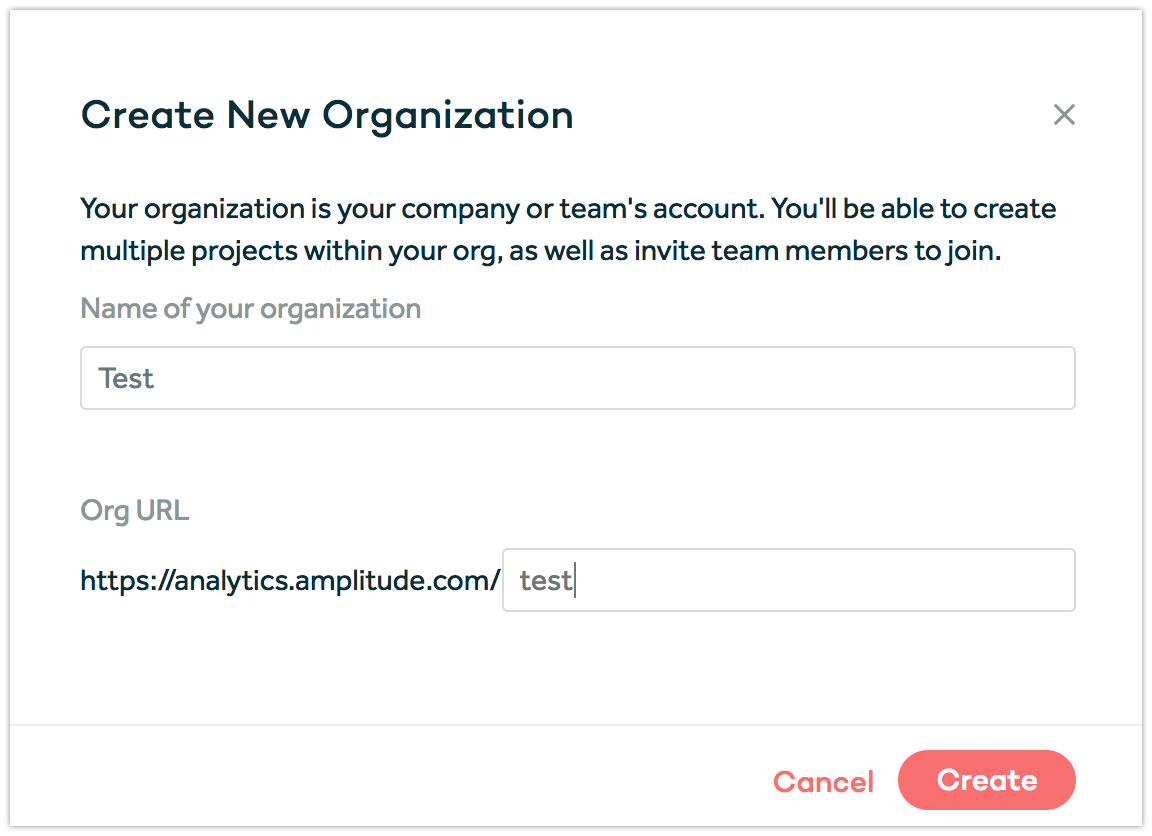 Create New Organization
Your organization is your company or team's account. You'll be able to create
multiple projects within your org, as well as invite team members to join.
Name of your organization
Test
Org URL
https://analytics.amplitude.com/ test
Cancel Create